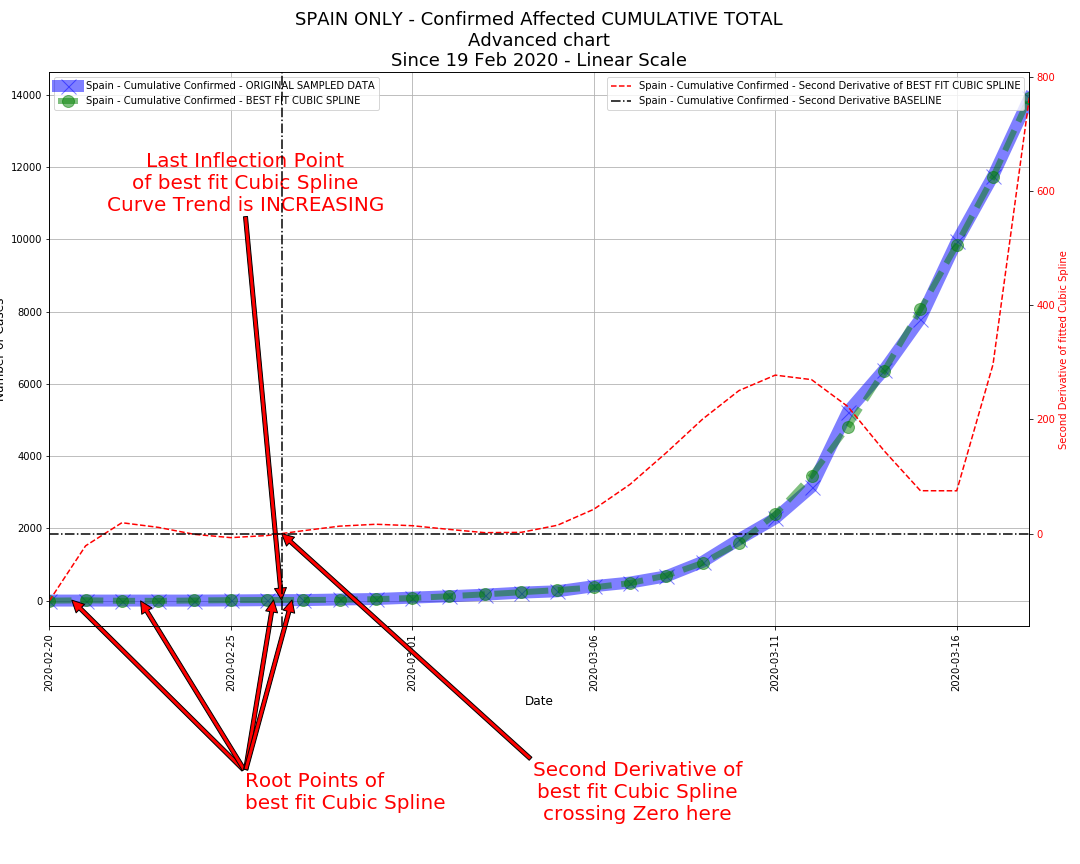 SPAIN ONLY - Confirmed Affected CUMULATIVE TOTAL
Advanced chart
Since 19 Feb 2020 - Linear Scale
Spain - Cumulative Confirmed - ORIGINAL SAMPLED DATA
Spain - Cumulative Confirmed - BEST FIT CUBIC SPLINE
Spain - Cumulative Confirmed - Second Derivative of BEST FIT CUBIC SPLINE
Spain - Cumulative Confirmed - Second Derivative BASELINE
14000
12000
10000
8000
6000
4000
2000
0
Number of Cases
800
600
400
200
0
Second Derivative of fitted Cubic Spline
Last Inflection Point
of best fit Cubic Spline
Curve Trend is INCREASING
2020-02-20
2020-02-25
2020-03-01
2020-03-06
2020-03-11
2020-03-16
Date
Root Points of
best fit Cubic Spline
Second Derivative of
best fit Cubic Spline
crossing Zero here